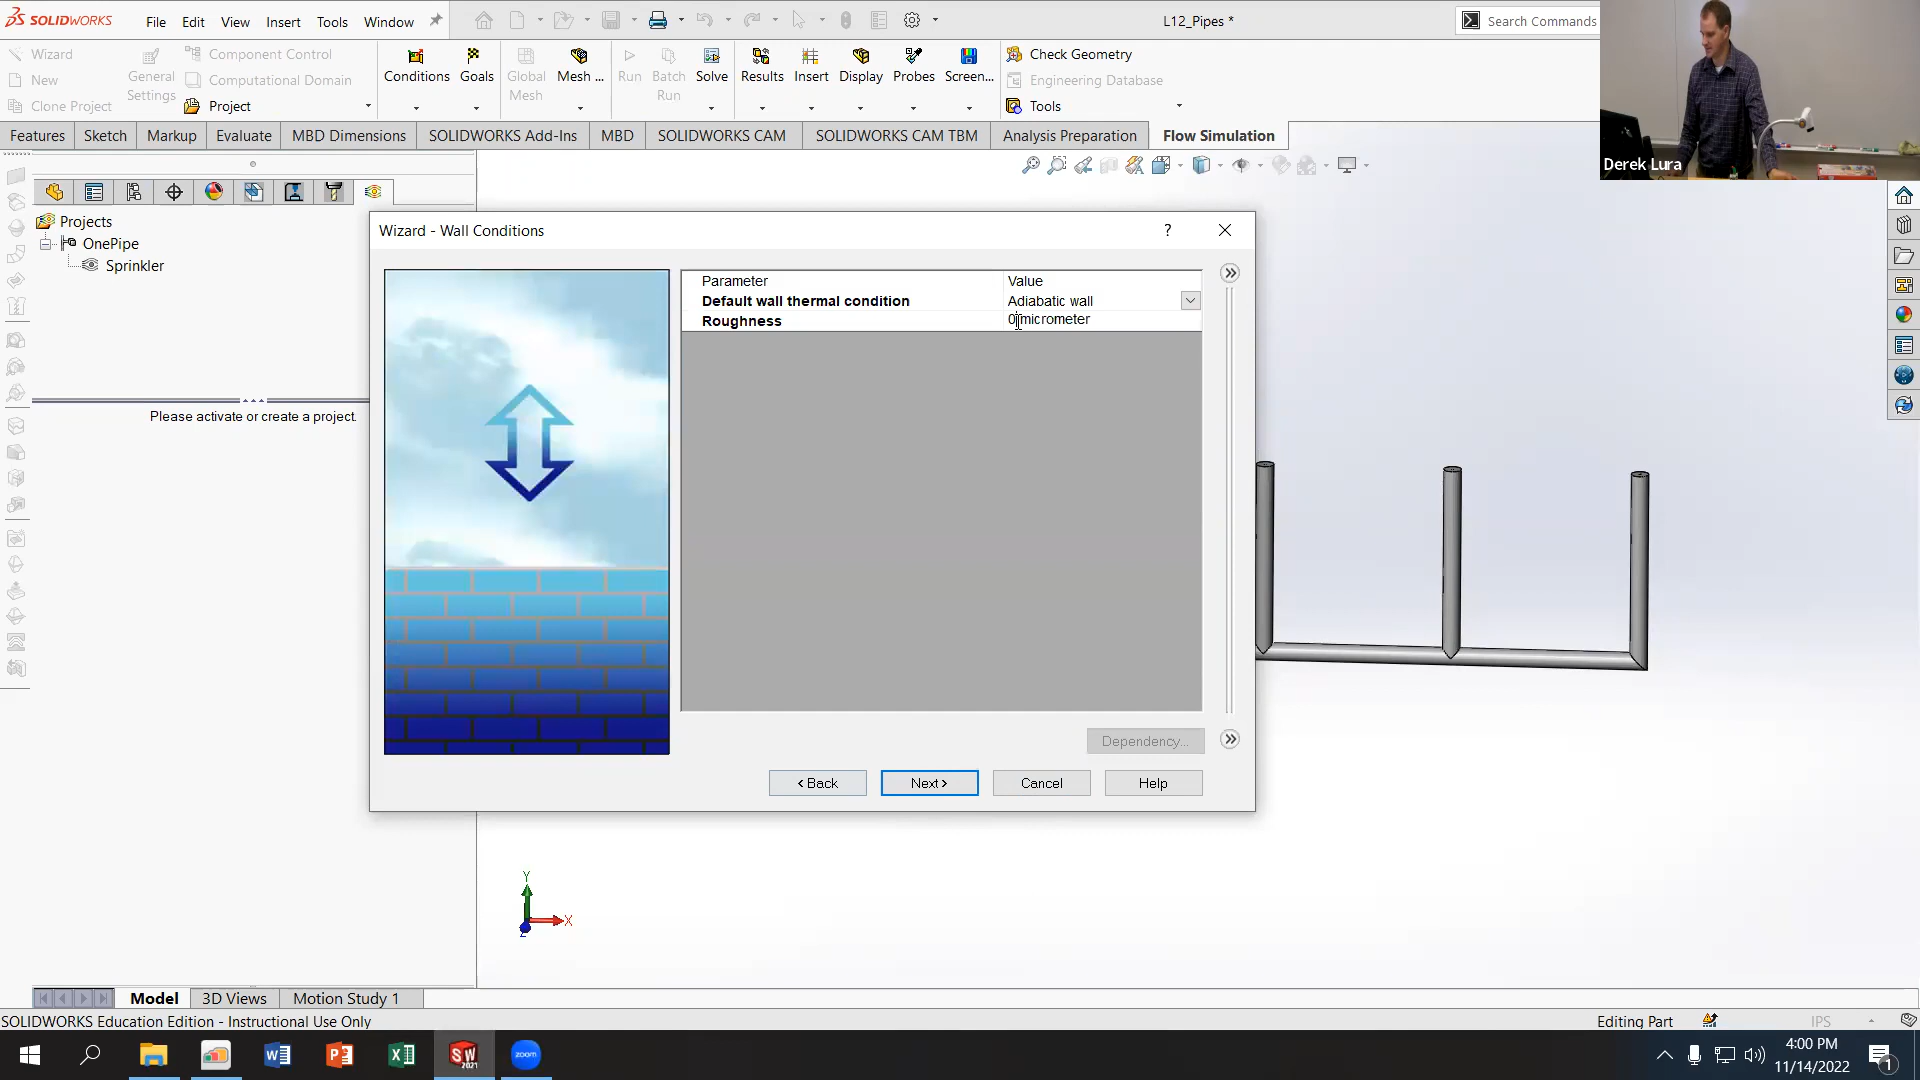 SOLIDWORKS
File Edit View Insert Tools Window
L12_Pipes *
Search Commands
Wizard
New
Clone Project
General Settings
Component Control
Computational Domain
Project
Conditions
Goals
Global Mesh
Mesh ...
Run
Batch Run
Solve
Results
Insert
Display
Probes
Screen...
Check Geometry
Engineering Database
Tools
Features Sketch Markup Evaluate MBD Dimensions SOLIDWORKS Add-Ins MBD SOLIDWORKS CAM SOLIDWORKS CAM TBM Analysis Preparation Flow Simulation
Derek Lura
Projects
OnePipe
Sprinkler
Please activate or create a project.
Wizard - Wall Conditions
?
Parameter Value
Default wall thermal condition Adiabatic wall
Roughness 0 micrometer
Dependency...
< Back Next > Cancel Help
Y
X
Z
Model 3D Views Motion Study 1
SOLIDWORKS Education Edition - Instructional Use Only
Editing Part
IPS
SW 2021
zoom
4:00 PM
11/14/2022
1